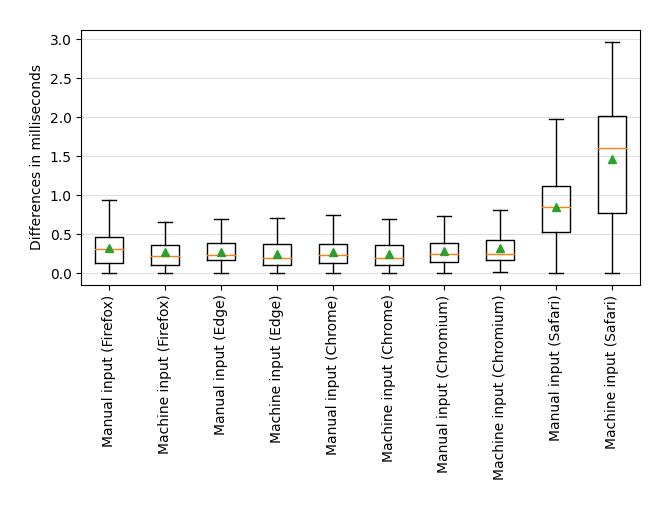 Differences in milliseconds
3.0
2.5
2.0
1.5
1.0
0.5
0.0
Manual input (Firefox)
Machine input (Firefox)
Manual input (Edge)
Machine input (Edge)
Manual input (Chrome)
Machine input (Chrome)
Manual input (Chromium)
Machine input (Chromium)
Manual input (Safari)
Machine input (Safari)